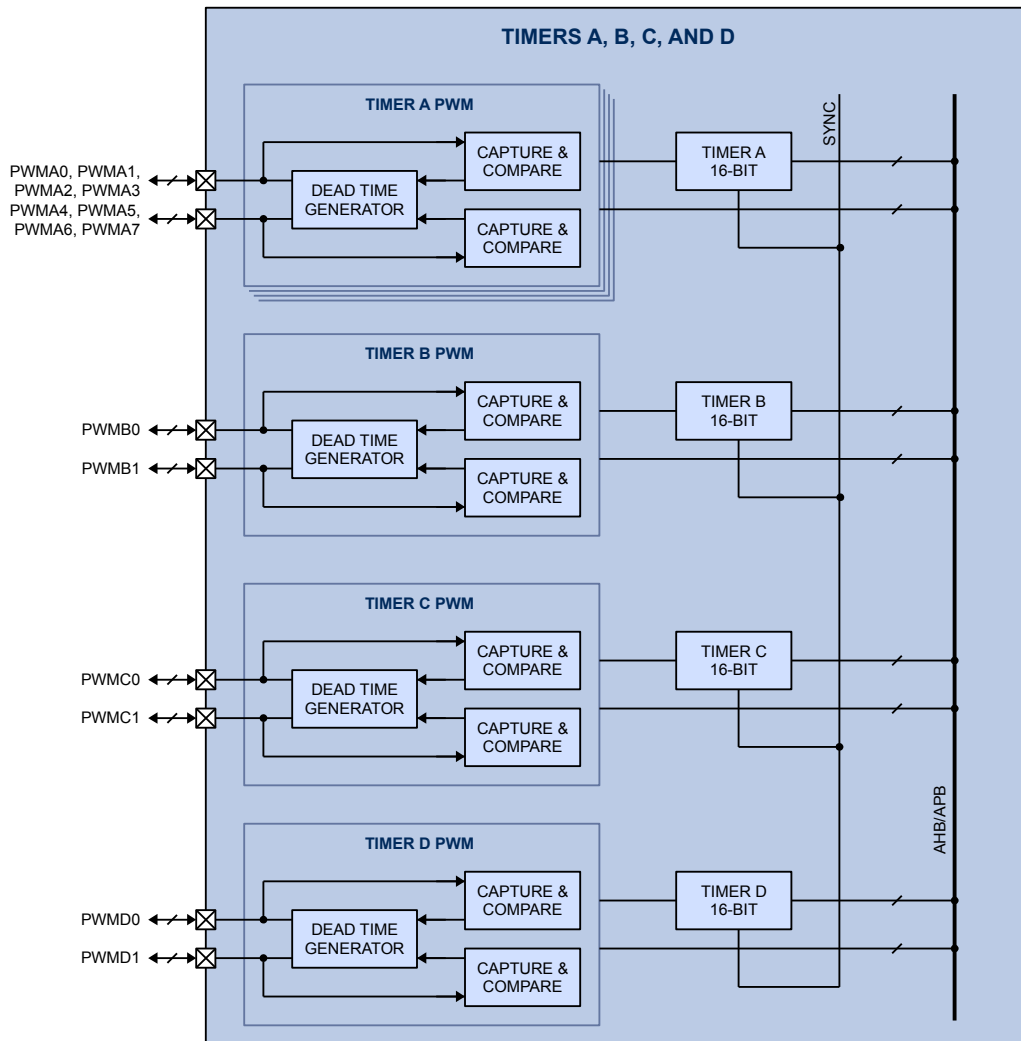 TIMERS A, B, C, AND D
TIMER A PWM
SYNC
PWMA0, PWMA1,
PWMA2, PWMA3
PWMA4, PWMA5,
PWMA6, PWMA7
DEAD TIME
GENERATOR
CAPTURE &
COMPARE
CAPTURE &
COMPARE
TIMER A
16-BIT
TIMER B PWM
PWMB0
PWMB1
DEAD TIME
GENERATOR
CAPTURE &
COMPARE
CAPTURE &
COMPARE
TIMER B
16-BIT
TIMER C PWM
PWMC0
PWMC1
DEAD TIME
GENERATOR
CAPTURE &
COMPARE
CAPTURE &
COMPARE
TIMER C
16-BIT
AHB/APB
TIMER D PWM
PWMD0
PWMD1
DEAD TIME
GENERATOR
CAPTURE &
COMPARE
CAPTURE &
COMPARE
TIMER D
16-BIT